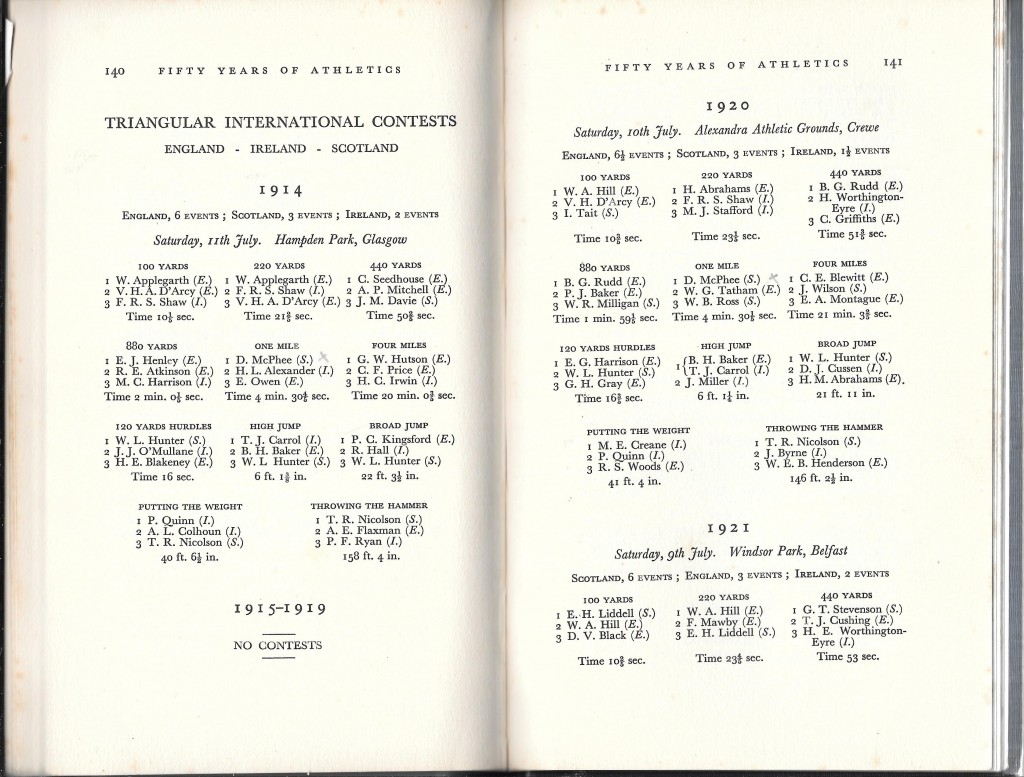 140 FIFTY YEARS OF ATHLETICS
TRIANGULAR INTERNATIONAL CONTESTS
ENGLAND - IRELAND - SCOTLAND
1914
ENGLAND, 6 EVENTS ; SCOTLAND, 3 EVENTS ; IRELAND, 2 EVENTS
Saturday, 11th July. Hampden Park, Glasgow
100 YARDS
1 W. Applegarth (E.)
2 V. H. A. D'Arcy (E.)
3 F. R. S. Shaw (I.)
Time 10⅕ sec.
220 YARDS
1 W. Applegarth (E.)
2 F. R. S. Shaw (I.)
3 V. H. A. D'Arcy (E.)
Time 21⅗ sec.
440 YARDS
1 C. Seedhouse (E.)
2 A. P. Mitchell (E.)
3 J. M. Davie (S.)
Time 50⅗ sec.
880 YARDS
1 E. J. Henley (E.)
2 R. E. Atkinson (E.)
3 M. C. Harrison (I.)
Time 2 min. 0⅕ sec.
ONE MILE
1 D. McPhee (S.)
2 H. L. Alexander (I.)
3 E. Owen (E.)
Time 4 min. 30⅘ sec.
FOUR MILES
1 G. W. Hutson (E.)
2 C. F. Price (E.)
3 H. C. Irwin (I.)
Time 20 min. 0⅗ sec.
120 YARDS HURDLES
1 W. L. Hunter (S.)
2 J. J. O'Mullane (I.)
3 H. E. Blakeney (E.)
Time 16 sec.
HIGH JUMP
1 T. J. Carrol (I.)
2 B. H. Baker (E.)
3 W. L Hunter (S.)
6 ft. in.
BROAD JUMP
1 P. C. Kingsford (E.)
2 R. Hall (I.)
3 W. L. Hunter (S.)
22 ft. 3½ in.
PUTTING THE WEIGHT
1 P. Quinn (I.)
2 A. L. Colhoun (I.)
3 T. R. Nicolson (S.)
40 ft. 6½ in.
THROWING THE HAMMER
1 T. R. Nicolson (S.)
2 A. E. Flaxman (E.)
3 P. F. Ryan (I.)
158 ft. 4 in.
1915–1919
NO CONTESTS
FIFTY YEARS OF ATHLETICS 141
1920
Saturday, 10th July. Alexandra Athletic Grounds, Crewe
ENGLAND, 6½ EVENTS ; SCOTLAND, 3 EVENTS ; IRELAND, 1½ EVENTS
100 YARDS
1 W. A. Hill (E.)
2 V. H. D'Arcy (E.)
3 I. Tait (S.)
Time 10⅖ sec.
220 YARDS
1 H. Abrahams (E.)
2 F. R. S. Shaw (I.)
3 M. J. Stafford (I.)
Time 23⅕ sec.
440 YARDS
1 B. G. Rudd (E.)
2 H. Worthington-
Eyre (I.)
3 C. Griffiths (E.)
Time 51⅗ sec.
880 YARDS
1 B. G. Rudd (E.)
2 P. J. Baker (E.)
3 W. R. Milligan (S.)
Time 1 min. 59⅕ sec.
ONE MILE
1 D. McPhee (S.)
2 W. G. Tatham (E.)
3 W. B. Ross (S.)
Time 4 min. 30⅕ sec.
FOUR MILES
1 C. E. Blewitt (E.)
2 J. Wilson (S.)
3 E. A. Montague (E.)
Time 21 min. 3⅗ sec.
120 YARDS HURDLES
1 E. G. Harrison (E.)
2 W. L. Hunter (S.)
3 G. H. Gray (E.)
Time 16⅗ sec.
HIGH JUMP
1 { B. H. Baker (E.)
T. J. Carrol (I.)
2 J. Miller (I.)
6 ft. 1¼ in.
BROAD JUMP
1 W. L. Hunter (S.)
2 D. J. Cussen (I.)
3 H. M. Abrahams (E).
21 ft. 11 in.
PUTTING THE WEIGHT
1 M. E. Creane (I.)
2 P. Quinn (I.)
3 R. S. Woods (E.)
41 ft. 4 in.
THROWING THE HAMMER
1 T. R. Nicolson (S.)
2 J. Byrne (I.)
3 W. E. B. Henderson (E.)
146 ft. 2½ in.
1921
Saturday, 9th July. Windsor Park, Belfast
SCOTLAND, 6 EVENTS ; ENGLAND, 3 EVENTS ; IRELAND, 2 EVENTS
100 YARDS
1 E. H. Liddell (S.)
2 W. A. Hill (E.)
3 D. V. Black (E.)
Time 10⅖ sec.
220 YARDS
1 W. A. Hill (E.)
2 F. Mawby (E.)
3 E. H. Liddell (S.)
Time 23⅘ sec.
440 YARDS
1 G. T. Stevenson (S.)
2 T. J. Cushing (E.)
3 H. E. Worthington-
Eyre (I.)
Time 53 sec.